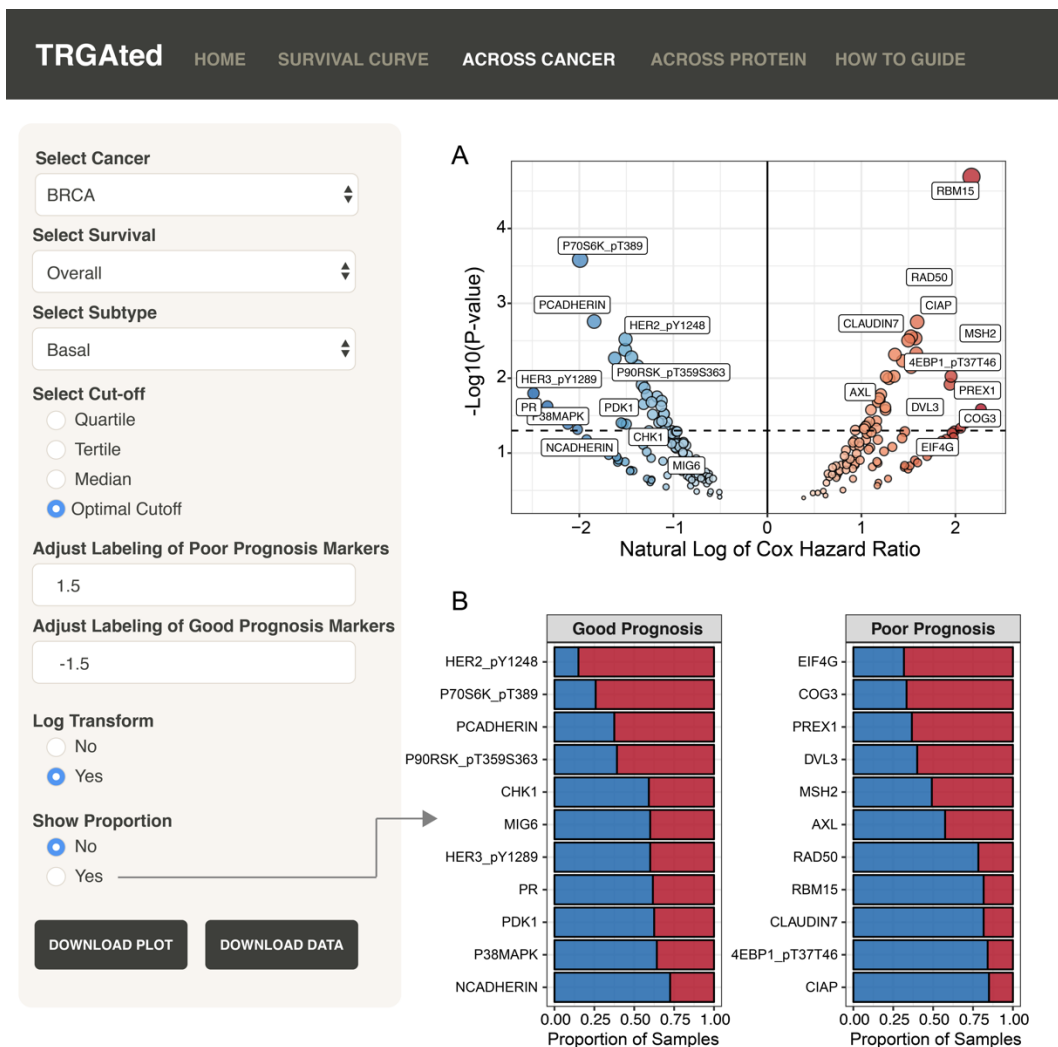 TRGAted HOME SURVIVAL CURVE ACROSS CANCER ACROSS PROTEIN HOW TO GUIDE
Select Cancer
BRCA
Select Survival
Overall
Select Subtype
Basal
Select Cut-off
Quartile
Tertile
Median
Optimal Cutoff
Adjust Labeling of Poor Prognosis Markers
1.5
Adjust Labeling of Good Prognosis Markers
-1.5
Log Transform
No
Yes
Show Proportion
No
Yes
DOWNLOAD PLOT DOWNLOAD DATA
A
-Log10(P-value)
4
3
2
1
RBM15
P70S6K_pT389
RAD50
PCADHERIN
CIAP
HER2_pY1248
CLAUDIN7
MSH2
4EBP1_pT37T46
HER3_pY1289
P90RSK_pT359S363
AXL
PREX1
PR
P38MAPK
PDK1
DVL3
COG3
CHK1
NCADHERIN
EIF4G
MIG6
−2 −1 0 1 2
Natural Log of Cox Hazard Ratio
B
Good Prognosis
HER2_pY1248
P70S6K_pT389
PCADHERIN
P90RSK_pT359S363
CHK1
MIG6
HER3_pY1289
PR
PDK1
P38MAPK
NCADHERIN
0.00 0.25 0.50 0.75 1.00
Proportion of Samples
Poor Prognosis
EIF4G
COG3
PREX1
DVL3
MSH2
AXL
RAD50
RBM15
CLAUDIN7
4EBP1_pT37T46
CIAP
0.00 0.25 0.50 0.75 1.00
Proportion of Samples